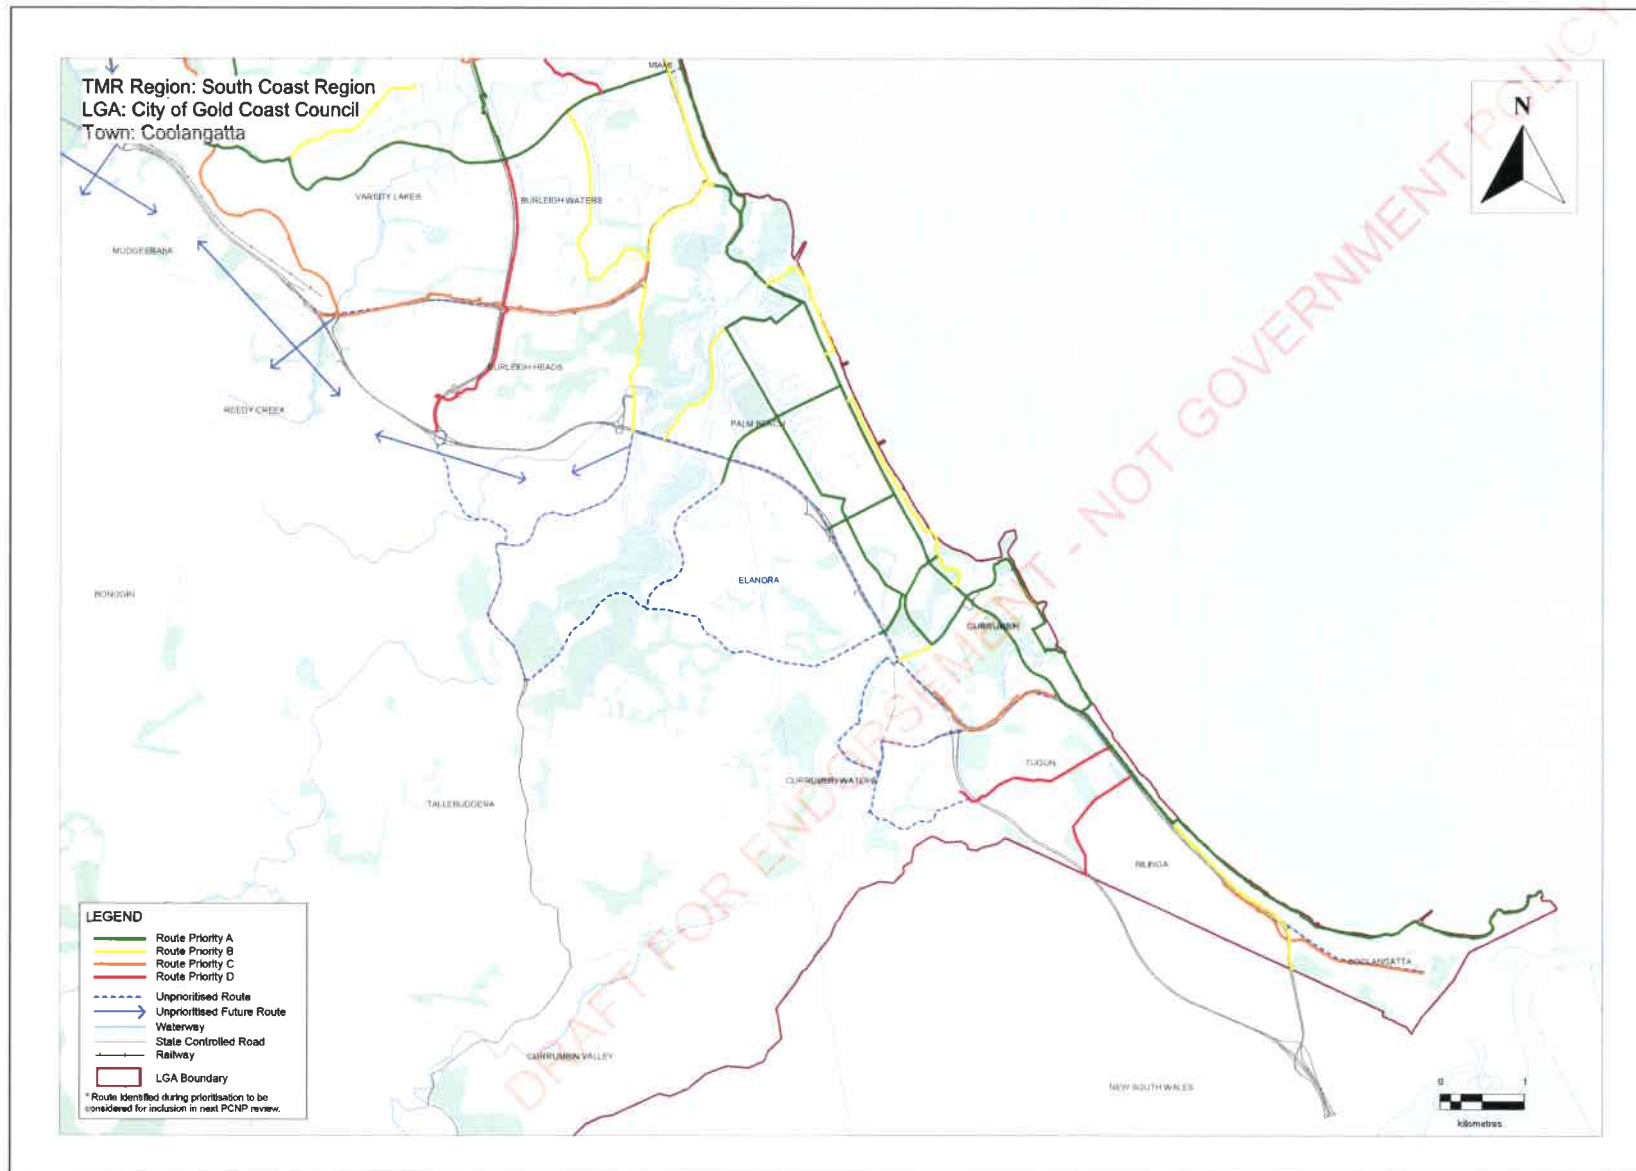 TMR Region: South Coast Region
LGA: City of Gold Coast Council
Town: Coolangatta
MIAMI
N
VARSITY LAKES
BURLEIGH WATERS
MUDGEERABA
BURLEIGH HEADS
REEDY CREEK
PALM BEACH
ELANORA
BONOGIN
CURRUMBIN
TUGUN
CURRUMBIN WATERS
TALLEBUDGERA
BILINGA
COOLANGATTA
CURRUMBIN VALLEY
NEW SOUTH WALES
DRAFT FOR ENDORSEMENT - NOT GOVERNMENT POLICY
LEGEND
Route Priority A
Route Priority B
Route Priority C
Route Priority D
Unprioritised Route
Unprioritised Future Route
Waterway
State Controlled Road
Railway
LGA Boundary
* Route identified during prioritisation to be
considered for inclusion in next PCNP review.
0 1
kilometres